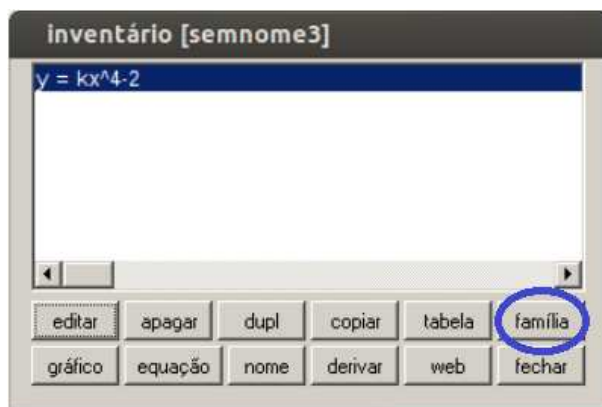 inventário [semnome3]
y = kx^4-2
editar apagar dupl copiar tabela família
gráfico equação nome derivar web fechar